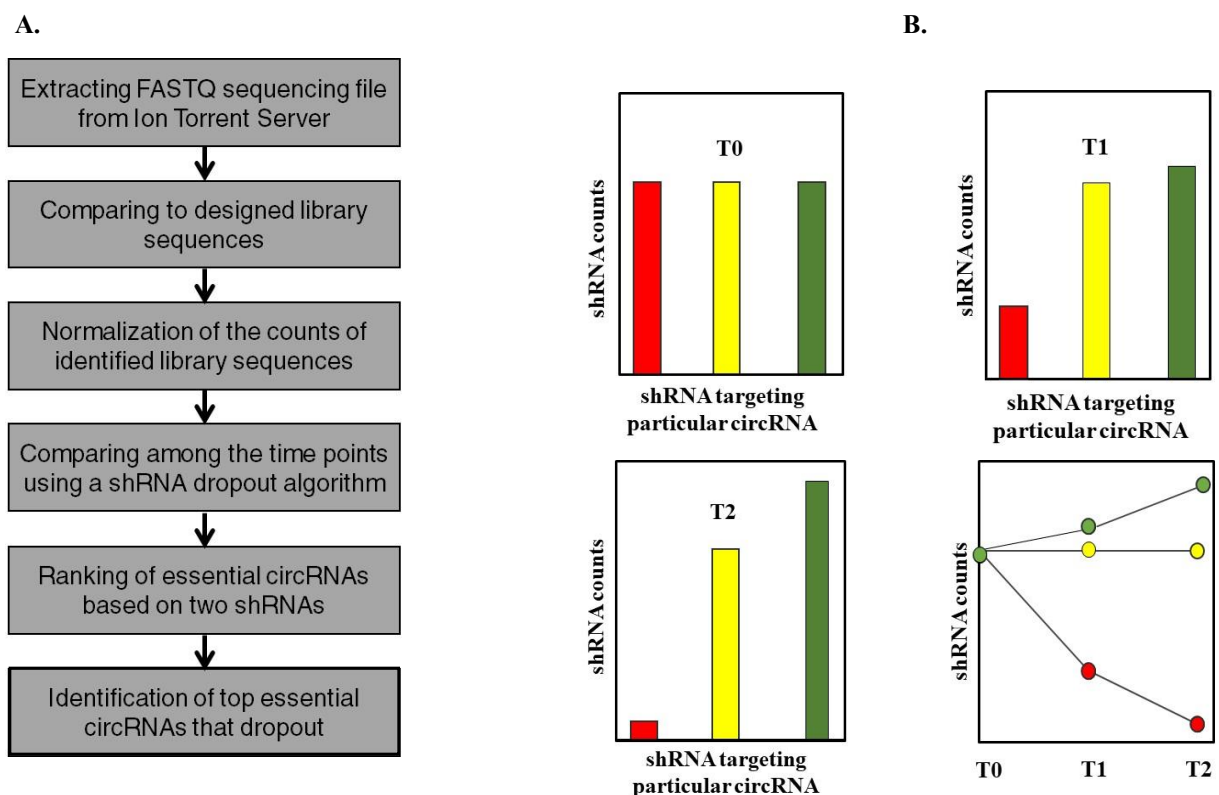 A.
Extracting FASTQ sequencing file
from Ion Torrent Server
Comparing to designed library
sequences
Normalization of the counts of
identified library sequences
Comparing among the time points
using a shRNA dropout algorithm
Ranking of essential circRNAs
based on two shRNAs
Identification of top essential
circRNAs that dropout
B.
T0
shRNA counts
shRNA targeting
particular circRNA
T1
shRNA counts
shRNA targeting
particular circRNA
T2
shRNA counts
shRNA targeting
particular circRNA
shRNA counts
T0 T1 T2